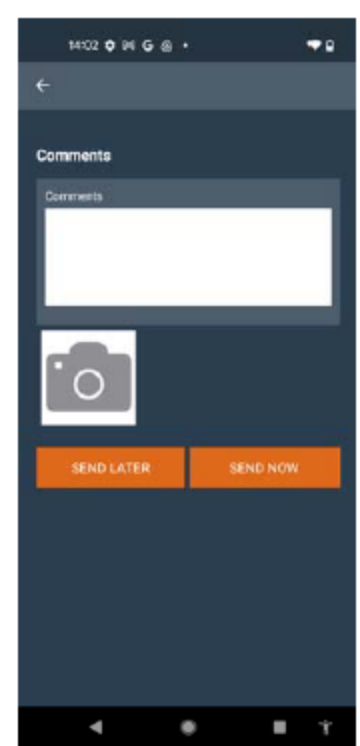 14:02 G
Comments
Comments
SEND LATER
SEND NOW